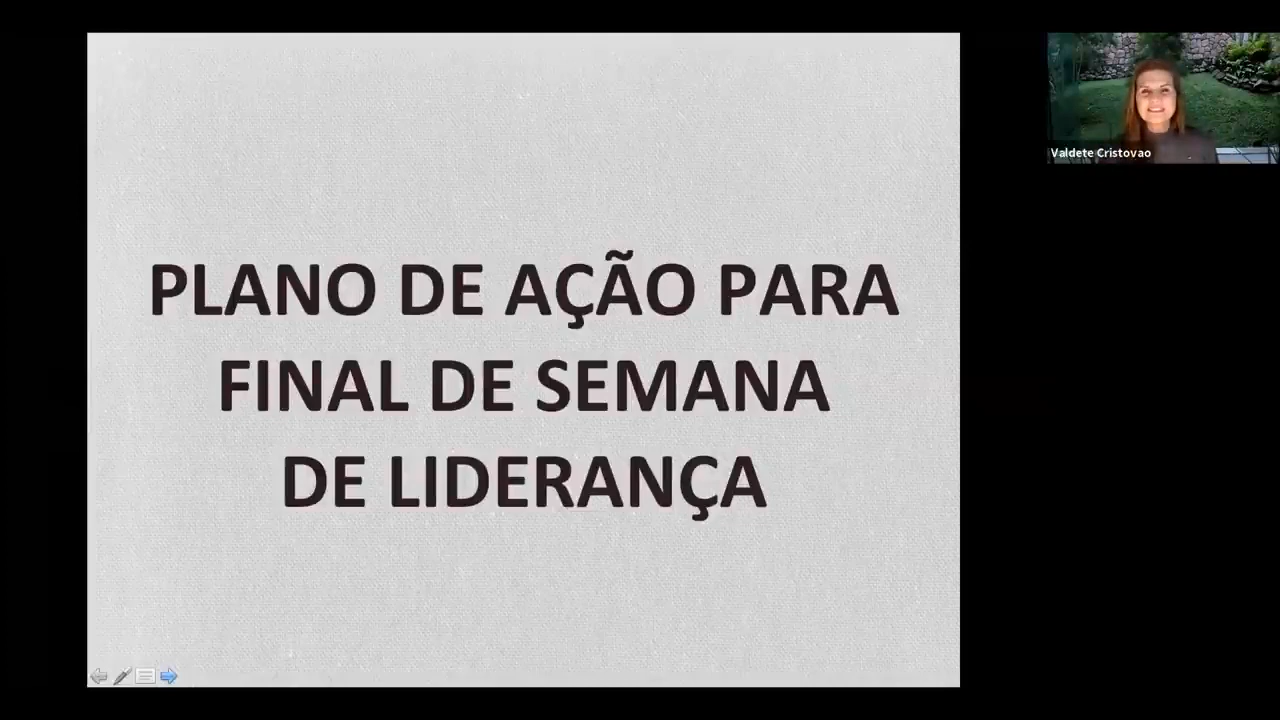 PLANO DE AÇÃO PARA
FINAL DE SEMANA
DE LIDERANÇA
Valdete Cristovao